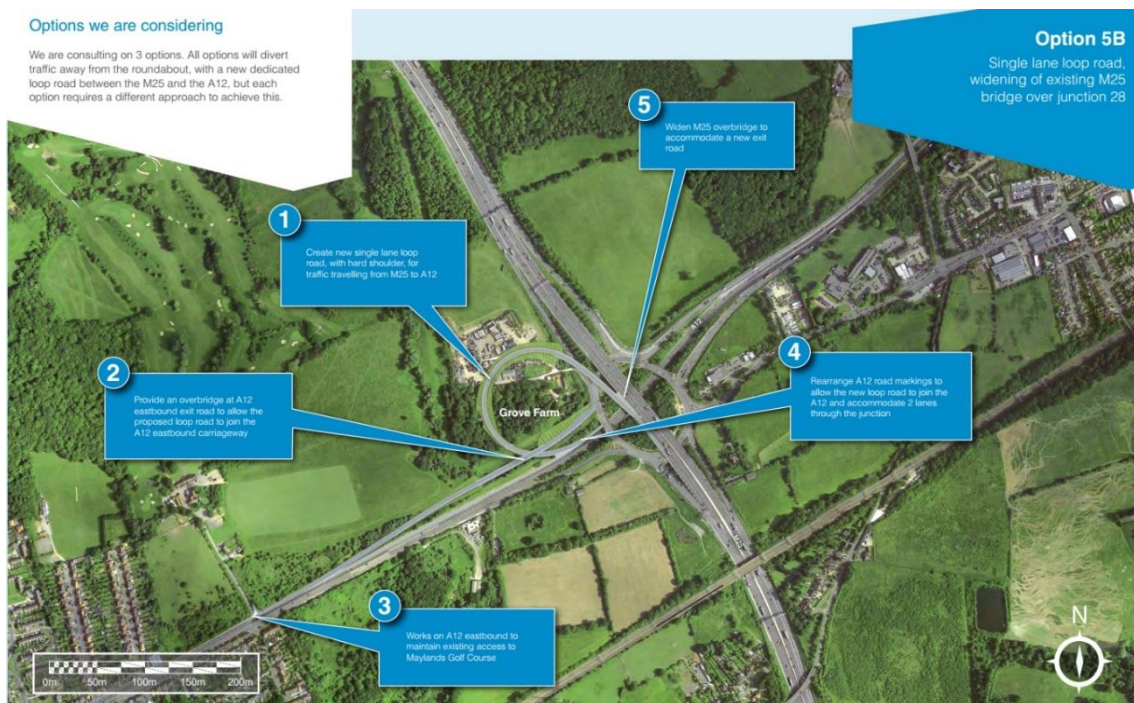 Options we are considering
We are consulting on 3 options. All options will divert
traffic away from the roundabout, with a new dedicated
loop road between the M25 and the A12, but each
option requires a different approach to achieve this.
Option 5B
Single lane loop road,
widening of existing M25
bridge over junction 28
5
Widen M25 overbridge to
accommodate a new exit
road
1
Create new single lane loop
road, with hard shoulder, for
traffic travelling from M25 to A12
A12
4
Rearrange A12 road markings to
allow the new loop road to join the
A12 and accommodate 2 lanes
through the junction
2
Provide an overbridge at A12
eastbound exit road to allow the
proposed loop road to join the
A12 eastbound carriageway
Grove Farm
M25
3
Works on A12 eastbound to
maintain existing access to
Maylands Golf Course
N
0m 50m 100m 150m 200m